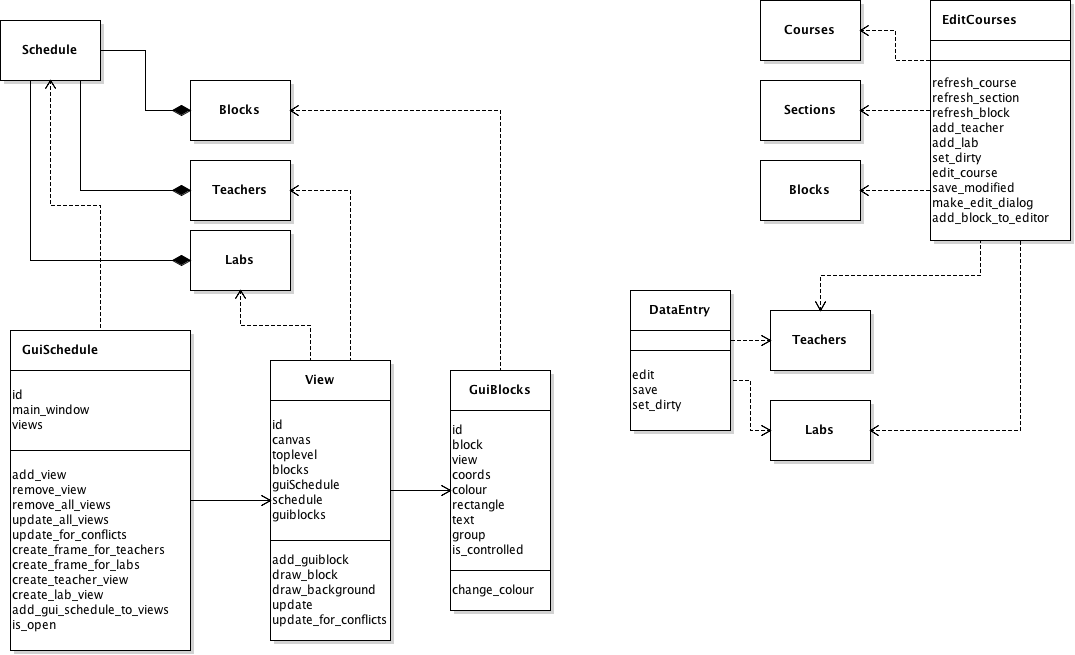 Schedule
Blocks
Teachers
Labs
GuiSchedule
id
main_window
views
add_view
remove_view
remove_all_views
update_all_views
update_for_conflicts
create_frame_for_teachers
create_frame_for_labs
create_teacher_view
create_lab_view
add_gui_schedule_to_views
is_open
View
id
canvas
toplevel
blocks
guiSchedule
schedule
guiblocks
add_guiblock
draw_block
draw_background
update
update_for_conflicts
GuiBlocks
id
block
view
coords
colour
rectangle
text
group
is_controlled
change_colour
Courses
Sections
Blocks
EditCourses
refresh_course
refresh_section
refresh_block
add_teacher
add_lab
set_dirty
edit_course
save_modified
make_edit_dialog
add_block_to_editor
DataEntry
edit
save
set_dirty
Teachers
Labs